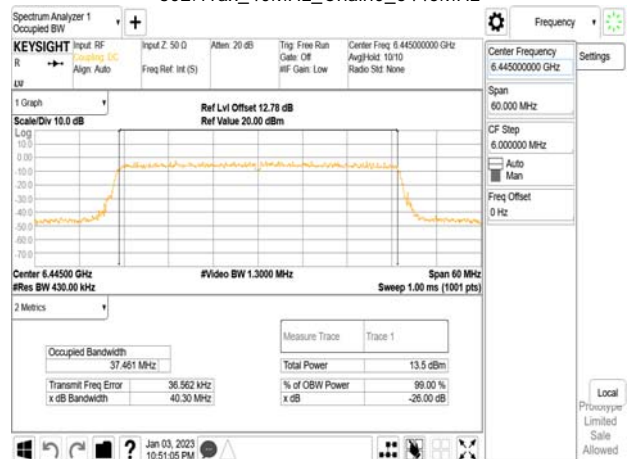 Spectrum Analyzer 1
Occupied BW
Frequency
KEYSIGHT
R
Input: RF
Coupling: DC
Align: Auto
Input Z: 50 Ω
Freq Ref: Int (S)
Atten: 20 dB
Trig: Free Run
Gate: Off
#IF Gain: Low
Center Freq: 6.445000000 GHz
Avg|Hold: 10/10
Radio Std: None
1 Graph
Scale/Div 10.0 dB
Ref Lvl Offset 12.78 dB
Ref Value 20.00 dBm
Log
10.0
0.00
-10.0
-20.0
-30.0
-40.0
-50.0
-60.0
-70.0
Center 6.44500 GHz
#Res BW 430.00 kHz
#Video BW 1.3000 MHz
Span 60 MHz
Sweep 1.00 ms (1001 pts)
2 Metrics
Measure Trace Trace 1
Occupied Bandwidth
37.461 MHz
Total Power 13.5 dBm
Transmit Freq Error 36.562 kHz
% of OBW Power 99.00 %
x dB Bandwidth 40.30 MHz
x dB -26.00 dB
Center Frequency
6.445000000 GHz
Settings
Span
60.000 MHz
CF Step
6.000000 MHz
Auto
Man
Freq Offset
0 Hz
Local
Prototype
Limited
Sale
Allowed
Jan 03, 2023
10:51:05 PM